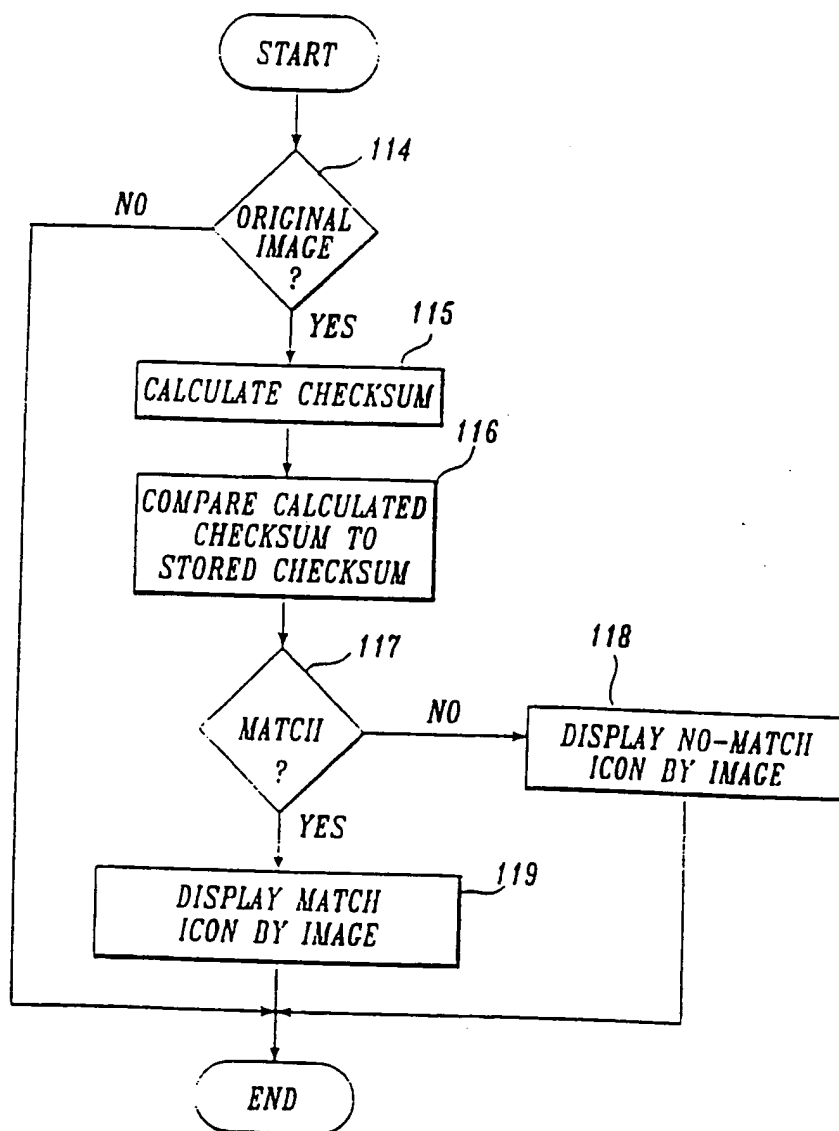 START
114
NO
ORIGINAL
IMAGE
?
YES
115
CALCULATE CHECKSUM
116
COMPARE CALCULATED
CHECKSUM TO
STORED CHECKSUM
117
118
MATCH
?
NO
DISPLAY NO-MATCH
ICON BY IMAGE
YES
119
DISPLAY MATCH
ICON BY IMAGE
END